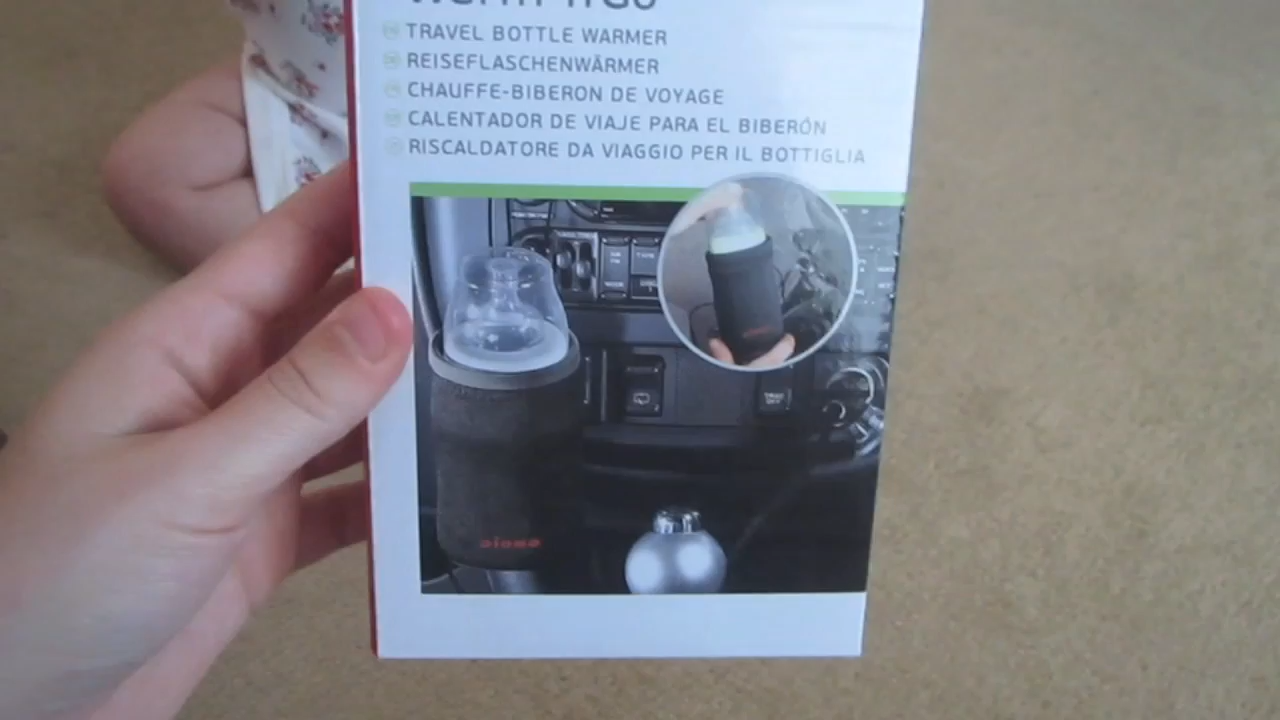 TRAVEL BOTTLE WARMER
REISEFLASCHENWÄRMER
CHAUFFE-BIBERON DE VOYAGE
CALENTADOR DE VIAJE PARA EL BIBERÓN
RISCALDATORE DA VIAGGIO PER IL BOTTIGLIA
diono